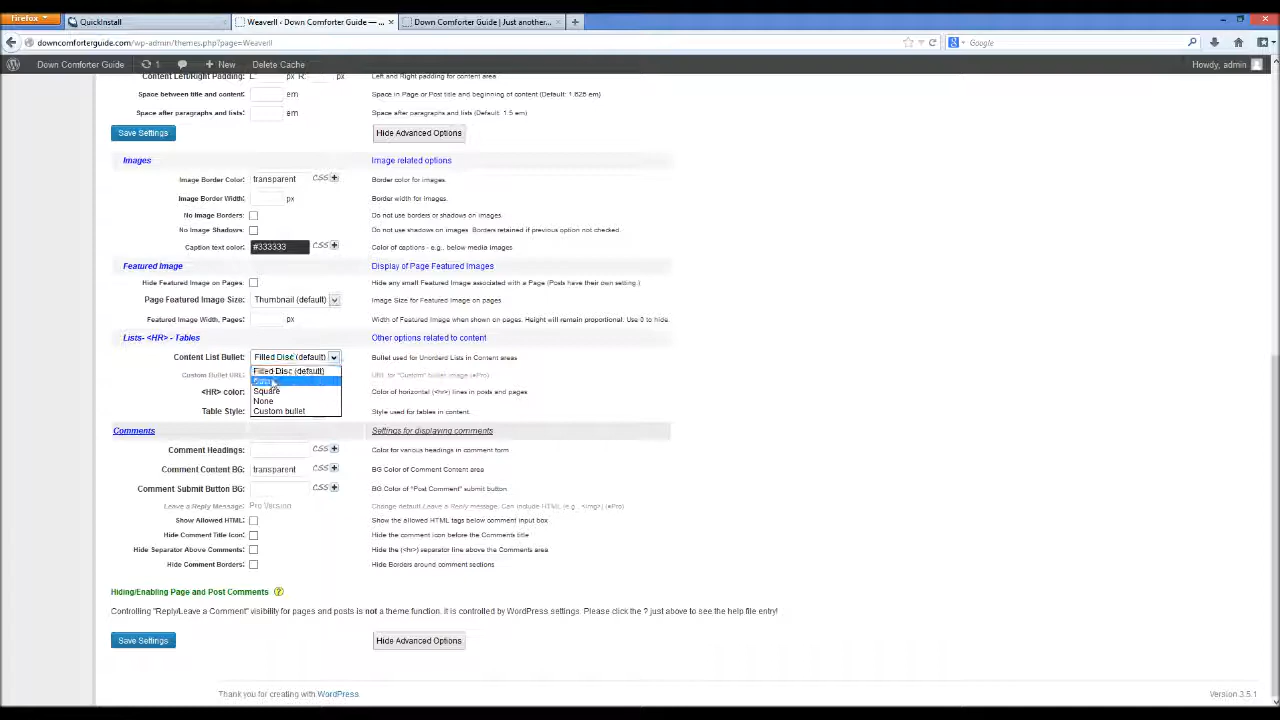 Firefox
QuickInstall
WeaverII ‹ Down Comforter Guide —...
Down Comforter Guide | Just another...
downcomforterguide.com/wp-admin/themes.php?page=WeaverII
Google
Down Comforter Guide 1 New Delete Cache Howdy, admin
Content Left/Right Padding: L: px R: px Left and Right padding for content area
Space between title and content: em Space in Page or Post title and beginning of content (Default: 1.628 em)
Space after paragraphs and lists: em Space after paragraphs and lists (Default: 1.5 em)
Save Settings Hide Advanced Options
Images Image related options
Image Border Color: transparent CSS + Border color for images.
Image Border Width: px Border width for images.
No Image Borders: Do not use borders or shadows on images.
No Image Shadows: Do not use shadows on images. Borders retained if previous option not checked.
Caption text color: #333333 CSS + Color of captions - e.g., below media images
Featured Image Display of Page Featured Images
Hide Featured Image on Pages: Hide any small Featured Image associated with a Page (Posts have their own setting.)
Page Featured Image Size: Thumbnail (default) Image Size for Featured Image on pages.
Featured Image Width, Pages: px Width of Featured Image when shown on pages. Height will remain proportional. Use 0 to hide.
Lists- <HR> - Tables Other options related to content
Content List Bullet: Filled Disc (default) Bullet used for Unorderd Lists in Content areas
Filled Disc (default)
Custom Bullet URL: URL for "Custom" bullet image (ePro)
Square
<HR> color: Color of horizontal (<hr>) lines in posts and pages
None
Table Style: Custom bullet Style used for tables in content.
Comments Settings for displaying comments
Comment Headings: CSS + Color for various headings in comment form
Comment Content BG: transparent CSS + BG Color of Comment Content area
Comment Submit Button BG: CSS + BG Color of "Post Comment" submit button.
Leave a Reply Message: Pro Version Change default Leave a Reply message. Can include HTML (e.g., <img>) (ePro)
Show Allowed HTML: Show the allowed HTML tags below comment input box
Hide Comment Title Icon: Hide the comment icon before the Comments title
Hide Separator Above Comments: Hide the (<hr>) separator line above the Comments area
Hide Comment Borders: Hide Borders around comment sections
Hiding/Enabling Page and Post Comments ?
Controlling "Reply/Leave a Comment" visibility for pages and posts is not a theme function. It is controlled by WordPress settings. Please click the ? just above to see the help file entry!
Save Settings Hide Advanced Options
Thank you for creating with WordPress Version 3.5.1